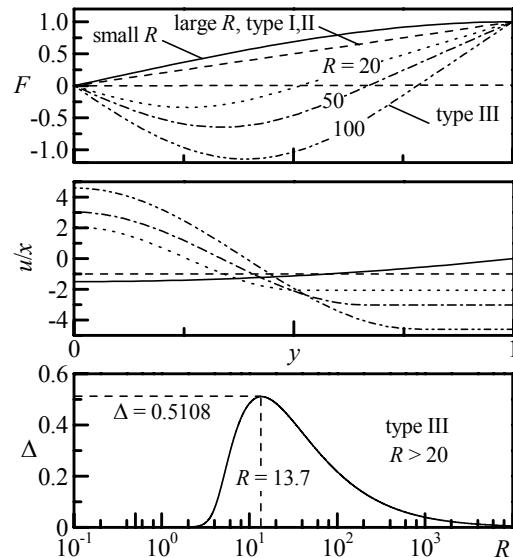 1.0
0.5
0
-0.5
-1.0
F
small R
large R, type I,II
R = 20
50
100
type III
4
2
0
-2
-4
u/x
0
y
1
0.6
0.4
0.2
0
Δ
Δ = 0.5108
R = 13.7
type III
R > 20
10^-1
10^0
10^1
10^2
10^3
R